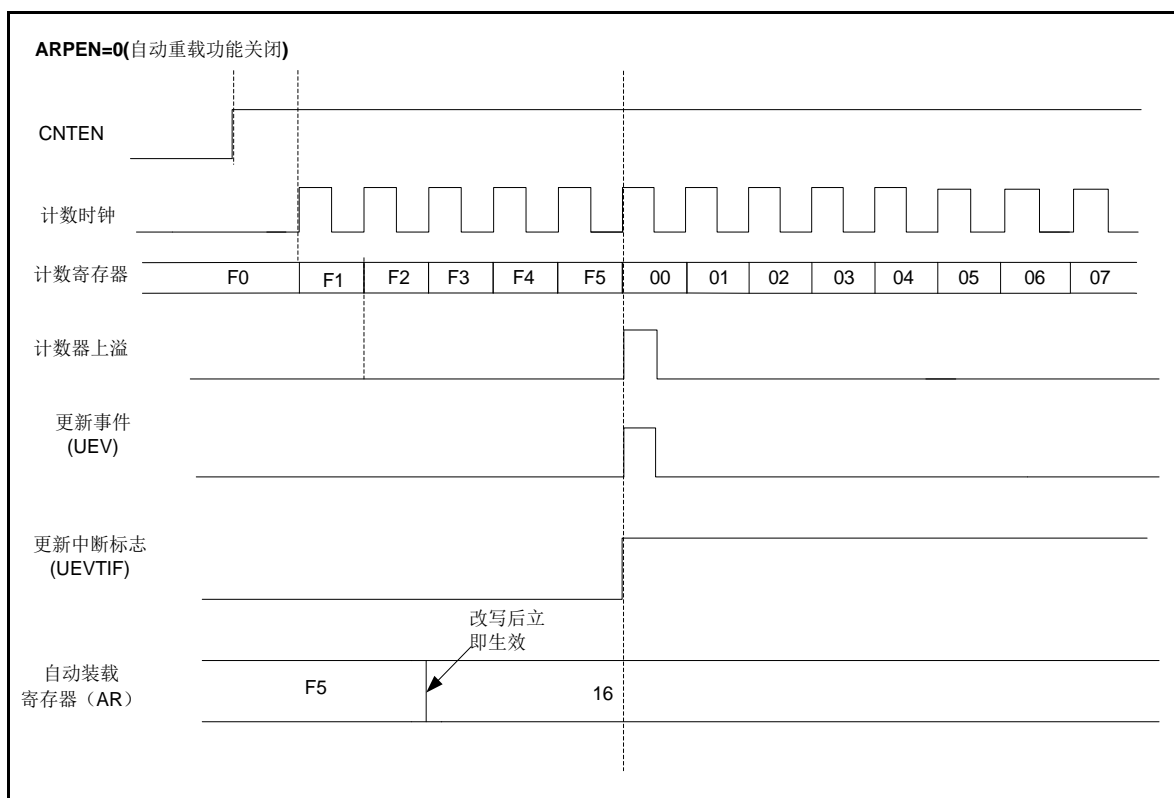 ARPEN=0(自动重载功能关闭)
CNTEN
计数时钟
计数寄存器
F0 F1 F2 F3 F4 F5 00 01 02 03 04 05 06 07
计数器上溢
更新事件
(UEV)
更新中断标志
(UEVTIF)
改写后立
即生效
自动装载
寄存器（AR）
F5 16